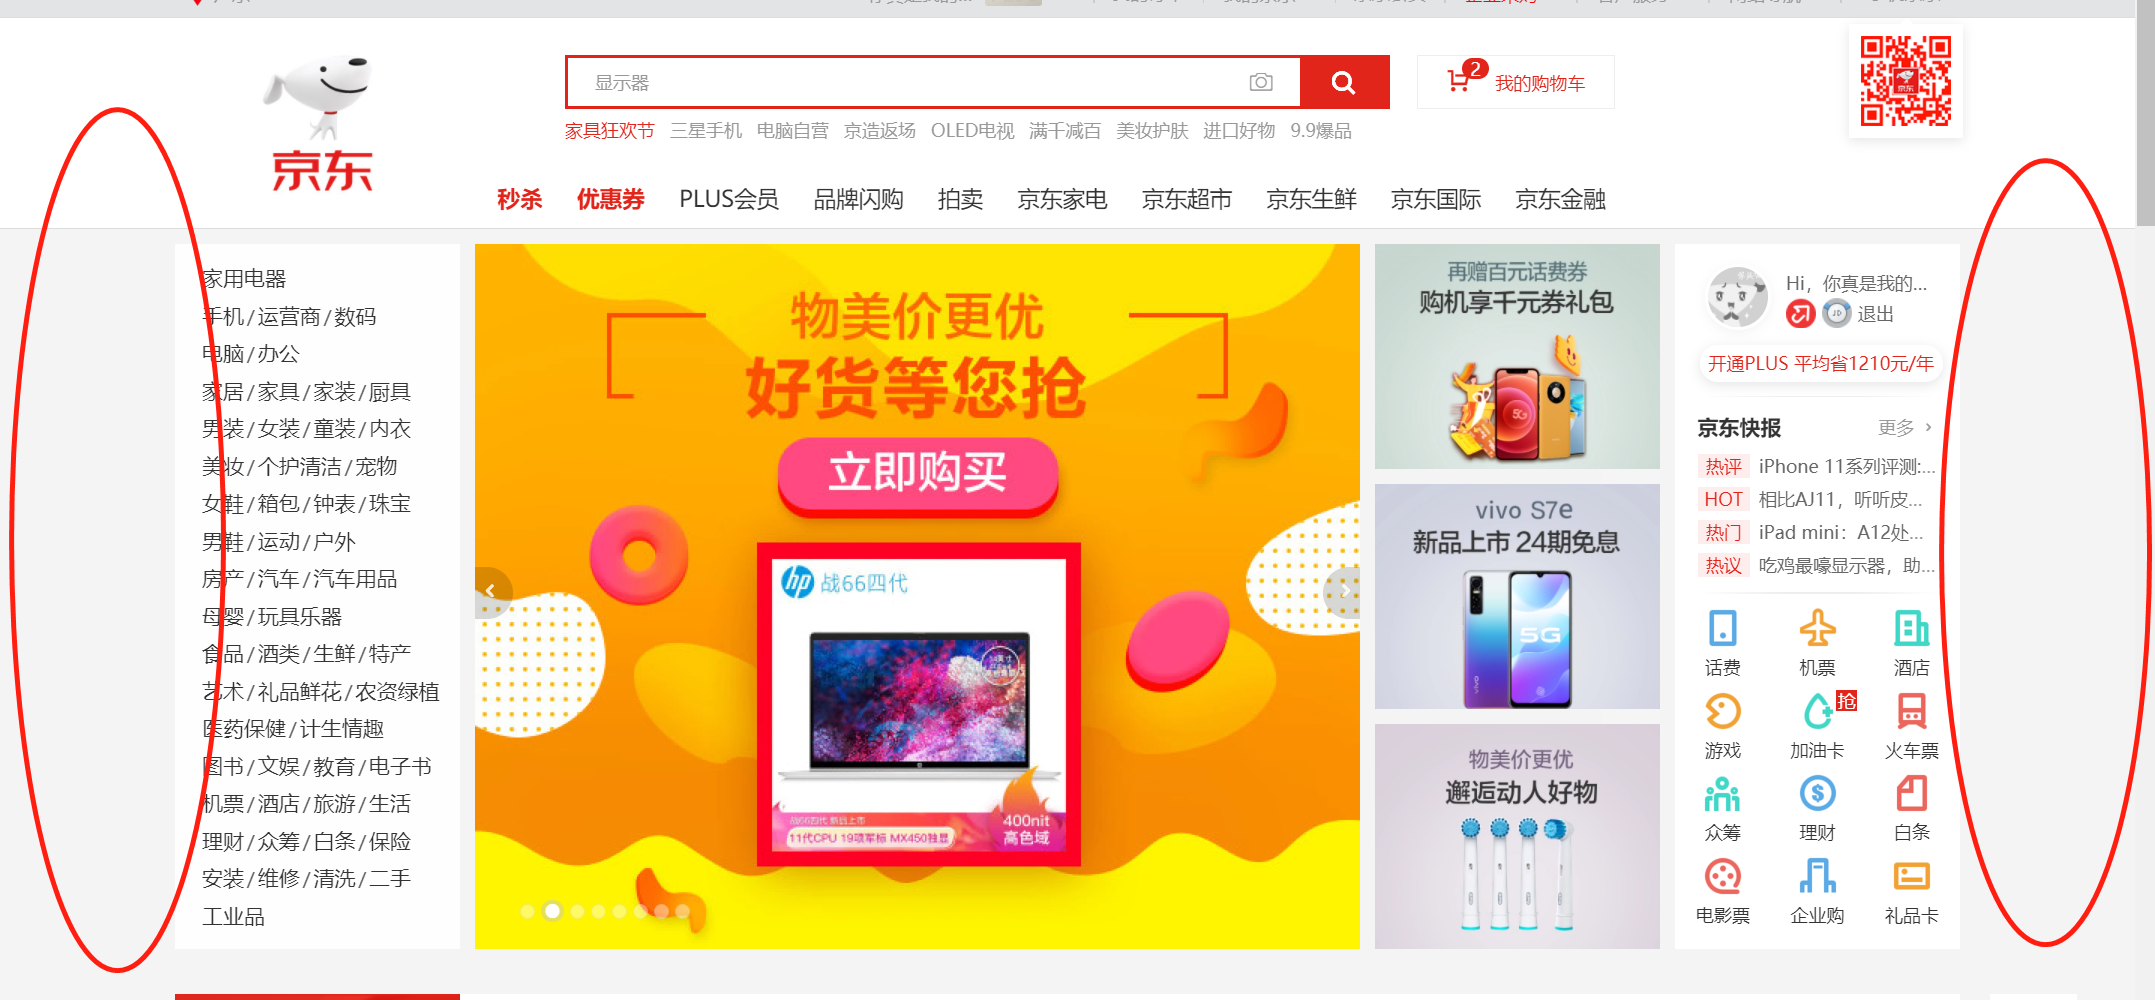 京东
显示器
2
我的购物车
京东
家具狂欢节 三星手机 电脑自营 京造返场 OLED电视 满千减百 美妆护肤 进口好物 9.9爆品
秒杀 优惠券 PLUS会员 品牌闪购 拍卖 京东家电 京东超市 京东生鲜 京东国际 京东金融
家用电器
手机/运营商/数码
电脑/办公
家居/家具/家装/厨具
男装/女装/童装/内衣
美妆/个护清洁/宠物
女鞋/箱包/钟表/珠宝
男鞋/运动/户外
房产/汽车/汽车用品
母婴/玩具乐器
食品/酒类/生鲜/特产
艺术/礼品鲜花/农资绿植
医药保健/计生情趣
图书/文娱/教育/电子书
机票/酒店/旅游/生活
理财/众筹/白条/保险
安装/维修/清洗/二手
工业品
物美价更优
好货等您抢
立即购买
hp 战66四代
战66四代 新品上市
11代CPU 19项军标 MX450独显
400nit
高色域
再赠百元话费券
购机享千元券礼包
5G
vivo S7e
新品上市 24期免息
5G
vivo
物美价更优
邂逅动人好物
Hi，你真是我的...
JD 退出
开通PLUS 平均省1210元/年
京东快报 更多
热评 iPhone 11系列评测:...
HOT 相比AJ11，听听皮...
热门 iPad mini：A12处...
热议 吃鸡最嚎显示器，助...
话费 机票 酒店
抢
游戏 加油卡 火车票
众筹 理财 白条
电影票 企业购 礼品卡